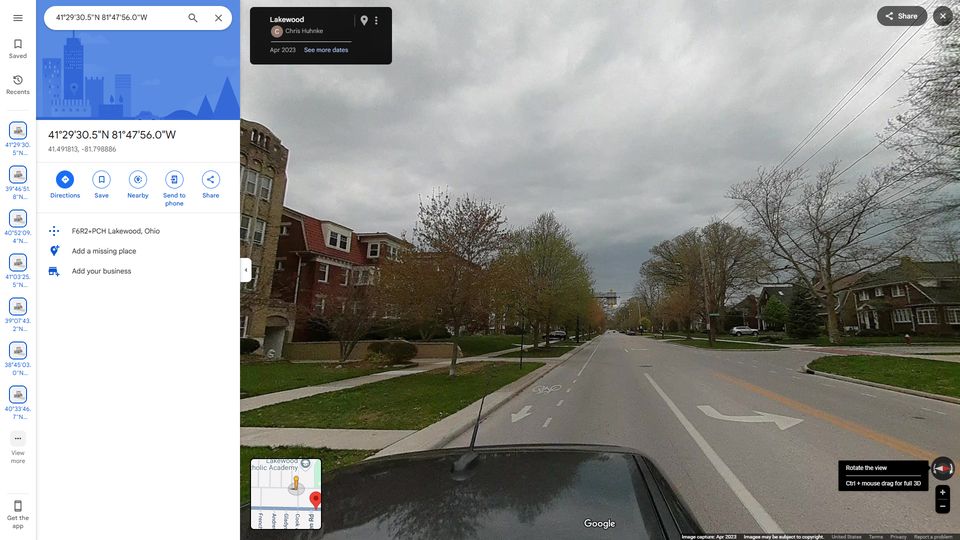 41°29'30.5"N 81°47'56.0"W
Saved
Recents
41°29'30.
5"N...
39°46'51.
8"N...
40°52'09.
4"N...
41°03'25.
5"N...
39°07'43.
2"N...
38°45'03.
0"N...
40°33'46.
7"N...
View
more
Get the
app
41°29'30.5"N 81°47'56.0"W
41.491813, -81.798886
Directions
Save
Nearby
Send to
phone
Share
F6R2+PCH Lakewood, Ohio
Add a missing place
Add your business
Lakewood
C Chris Huhnke
Apr 2023 See more dates
Share
Lakewood
holic Academy
Rotate the view
Ctrl + mouse drag for full 3D
Google
Image capture: Apr 2023 Images may be subject to copyright. United States Terms Privacy Report a problem